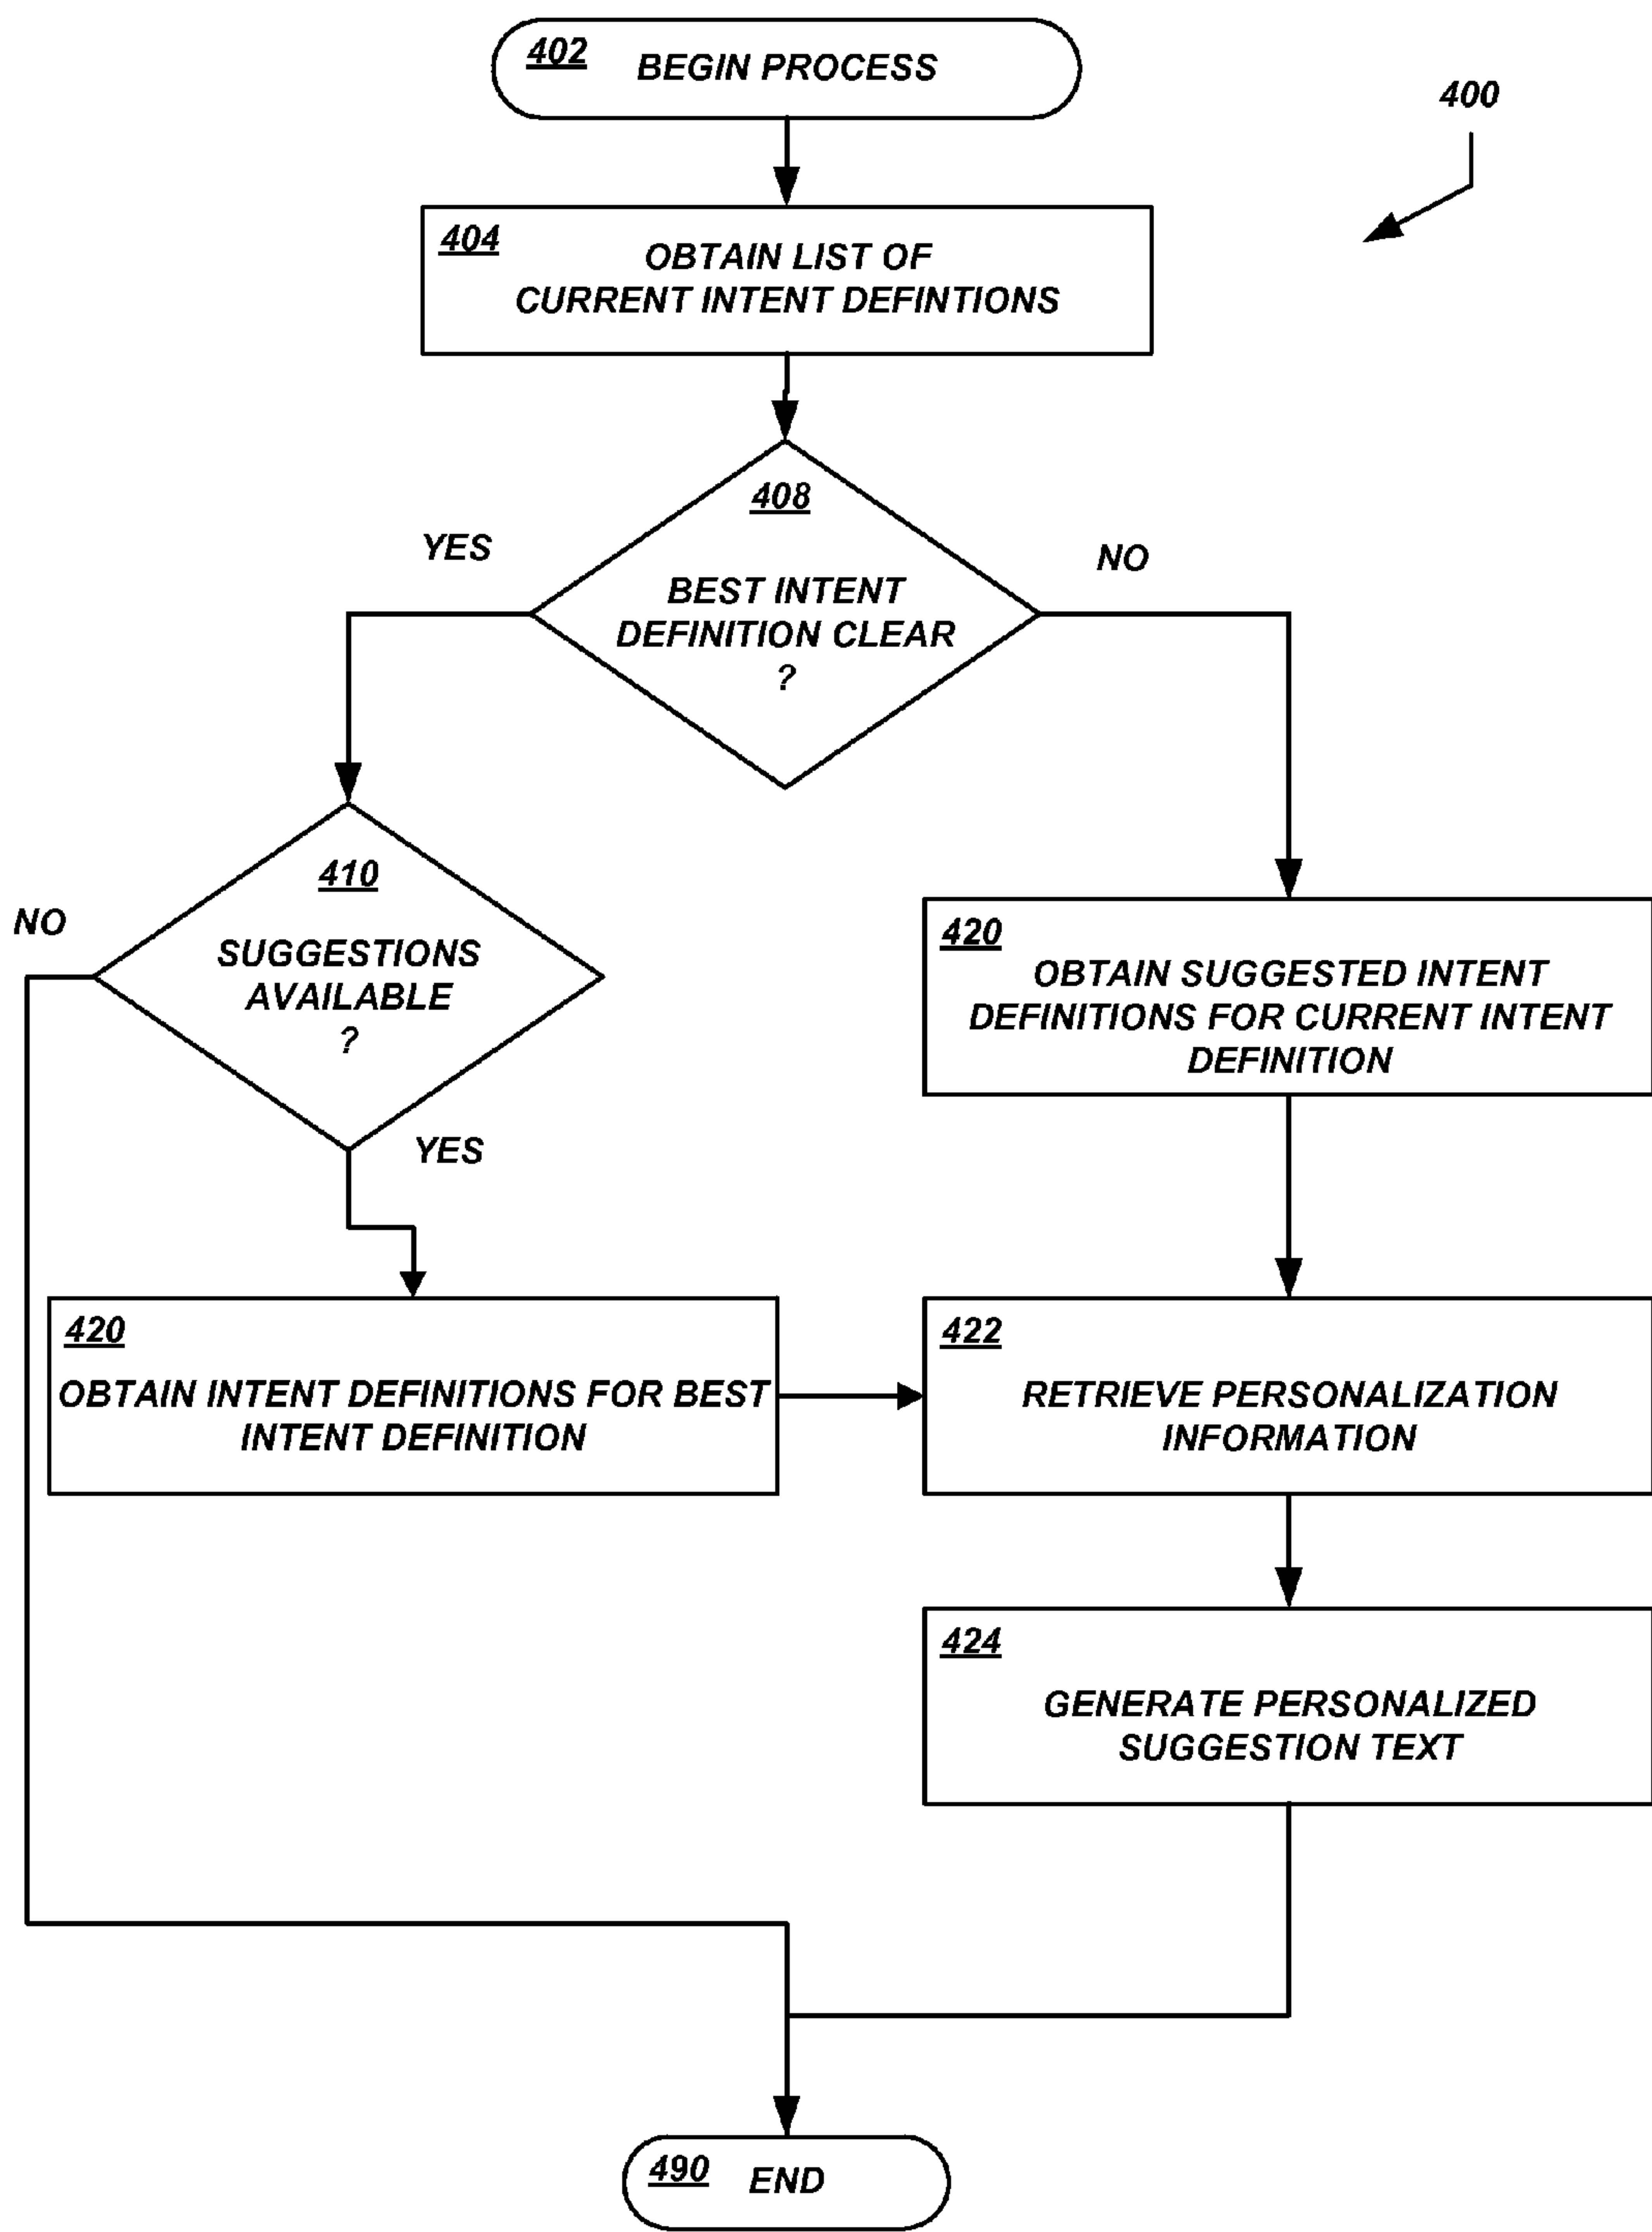 402 BEGIN PROCESS
400
404
OBTAIN LIST OF
CURRENT INTENT DEFINTIONS
408
YES
NO
BEST INTENT
DEFINITION CLEAR
?
410
NO
SUGGESTIONS
AVAILABLE
?
YES
420
OBTAIN SUGGESTED INTENT
DEFINITIONS FOR CURRENT INTENT
DEFINITION
420
OBTAIN INTENT DEFINITIONS FOR BEST
INTENT DEFINITION
422
RETRIEVE PERSONALIZATION
INFORMATION
424
GENERATE PERSONALIZED
SUGGESTION TEXT
490 END